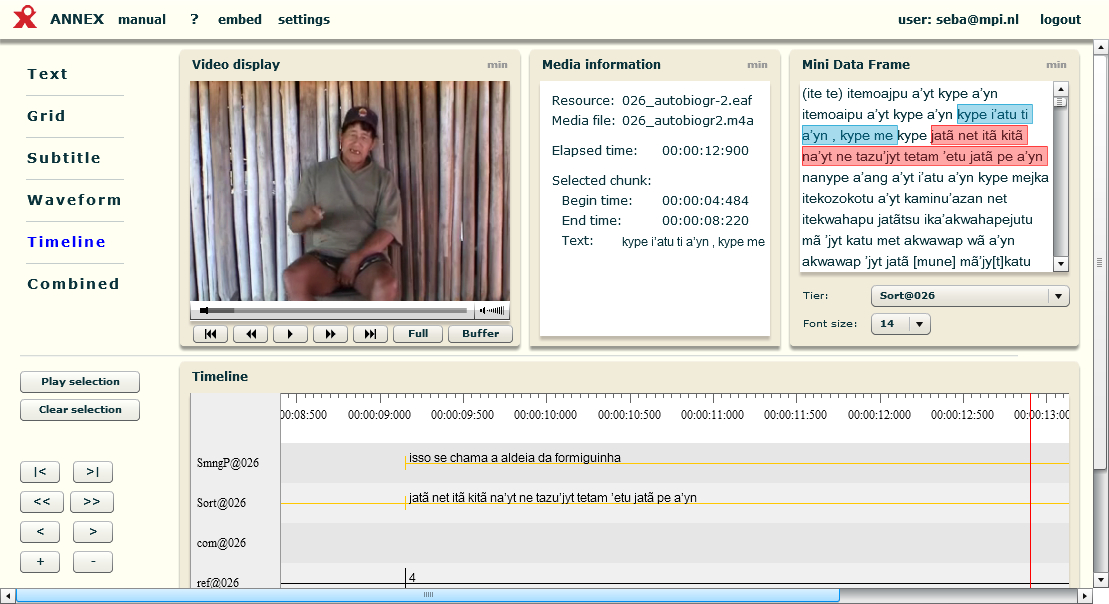 ANNEX manual ? embed settings user: seba@mpi.nl logout
Text
Grid
Subtitle
Waveform
Timeline
Combined
Video display min
Full Buffer
Media information min
Resource: 026_autobiogr-2.eaf
Media file: 026_autobiogr2.m4a
Elapsed time: 00:00:12:900
Selected chunk:
Begin time: 00:00:04:484
End time: 00:00:08:220
Text: kype i'atu ti a'yn , kype me
Mini Data Frame min
(ite te) itemoajpu a'yt kype a'yn
itemoaipu a'yt kype a'yn kype i'atu ti
a'yn , kype me kype jatã net itã kitã
na'yt ne tazu'jyt tetam 'etu jatã pe a'yn
nanype a'ang a'yt i'atu a'yn kype mejka
itekozokotu a'yt kaminu'azan net
itekwahapu jatãtsu ika'akwahapejutu
mã 'jyt katu met akwawap wã a'yn
akwawap 'jyt jatã [mune] mã'jy[t]katu
Tier: Sort@026
Font size: 14
Play selection
Clear selection
|< >|
<< >>
< >
+ -
Timeline
00:08:500 00:00:09:000 00:00:09:500 00:00:10:000 00:00:10:500 00:00:11:000 00:00:11:500 00:00:12:000 00:00:12:500 00:00:13:00
SmngP@026 isso se chama a aldeia da formiguinha
Sort@026 jatã net itã kitã na'yt ne tazu'jyt tetam 'etu jatã pe a'yn
com@026
ref@026 4